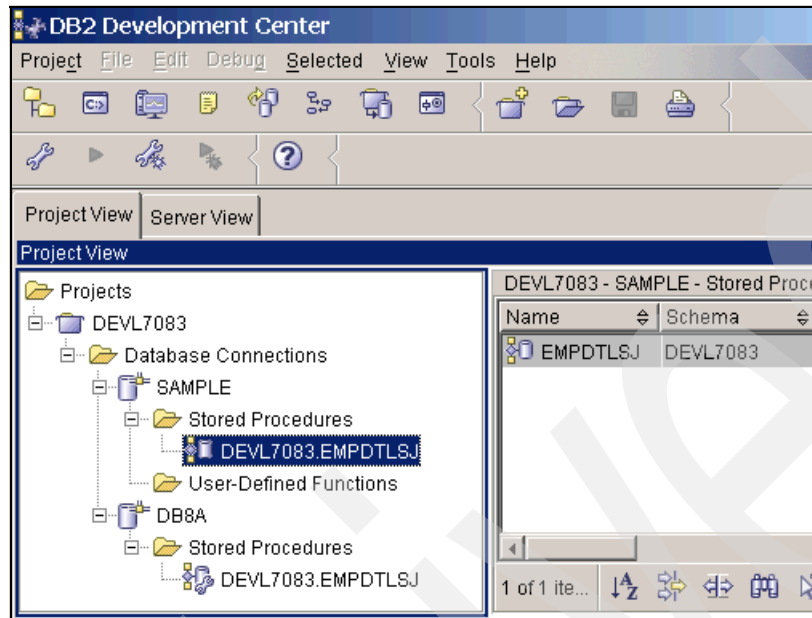 DB2 Development Center
Project File Edit Debug Selected View Tools Help
Project View Server View
Project View
Projects
DEVL7083
Database Connections
SAMPLE
Stored Procedures
DEVL7083.EMPDTLSJ
User-Defined Functions
DB8A
Stored Procedures
DEVL7083.EMPDTLSJ
DEVL7083 - SAMPLE - Stored Proce
Name Schema
EMPDTLSJ DEVL7083
1 of 1 ite...